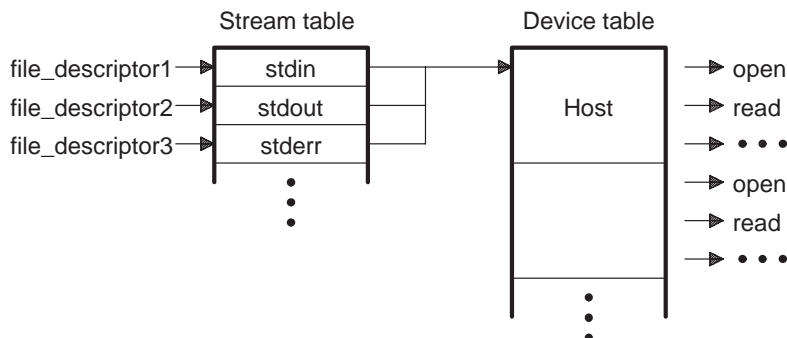 Stream table
Device table
file_descriptor1
stdin
open
file_descriptor2
stdout
Host
read
file_descriptor3
stderr
open
read